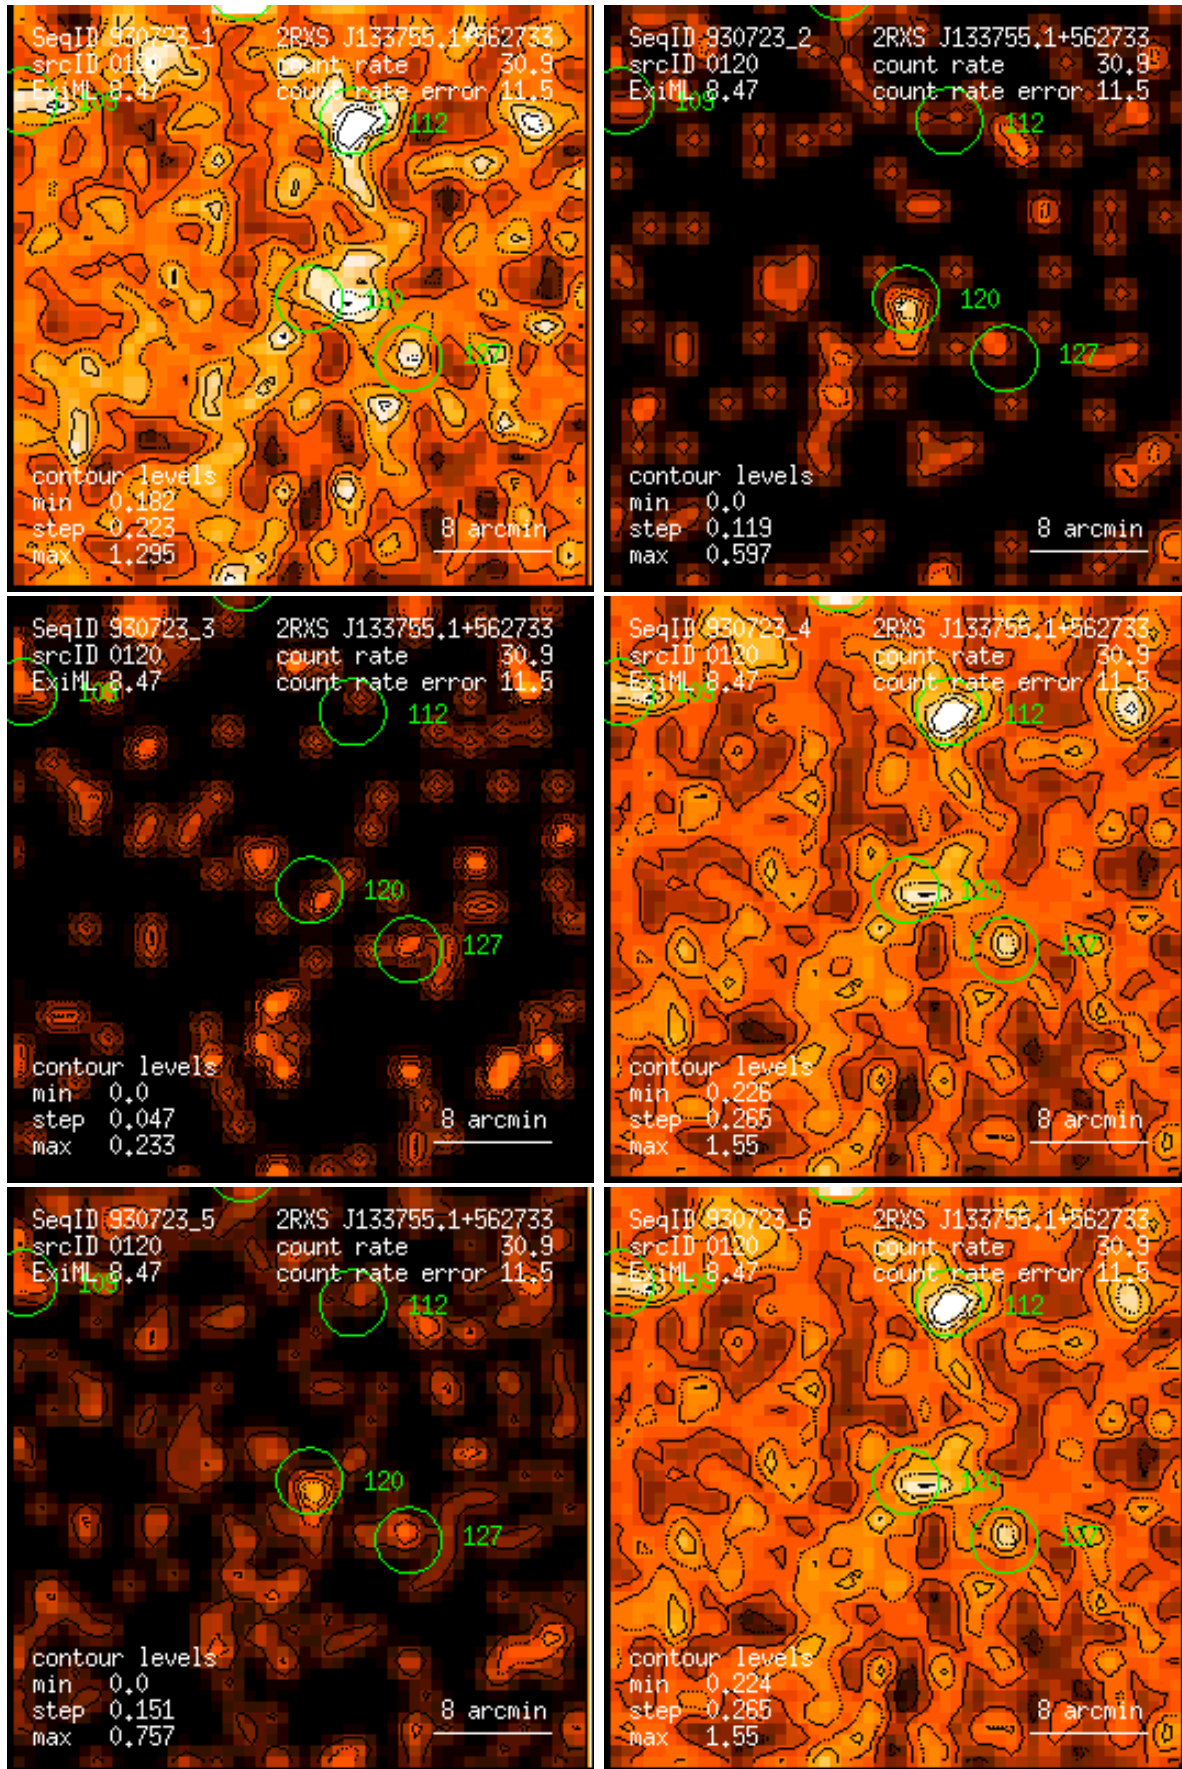 SeqID 930723_1 2RXS J133755.1+562733
srcID 0120 count rate 30.9
ExiML 8.47 count rate error 11.5
109
112
120
127
contour levels
min 0.182
step 0.223 8 arcmin
max 1.295
SeqID 930723_2 2RXS J133755.1+562733
srcID 0120 count rate 30.9
ExiML 8.47 count rate error 11.5
109
112
120
127
contour levels
min 0.0
step 0.119 8 arcmin
max 0.597
SeqID 930723_3 2RXS J133755.1+562733
srcID 0120 count rate 30.9
ExiML 8.47 count rate error 11.5
109
112
120
127
contour levels
min 0.0
step 0.047 8 arcmin
max 0.233
SeqID 930723_4 2RXS J133755.1+562733
srcID 0120 count rate 30.9
ExiML 8.47 count rate error 11.5
109
112
120
127
contour levels
min 0.226
step 0.265 8 arcmin
max 1.55
SeqID 930723_5 2RXS J133755.1+562733
srcID 0120 count rate 30.9
ExiML 8.47 count rate error 11.5
109
112
120
127
contour levels
min 0.0
step 0.151 8 arcmin
max 0.757
SeqID 930723_6 2RXS J133755.1+562733
srcID 0120 count rate 30.9
ExiML 8.47 count rate error 11.5
109
112
120
127
contour levels
min 0.224
step 0.265 8 arcmin
max 1.55